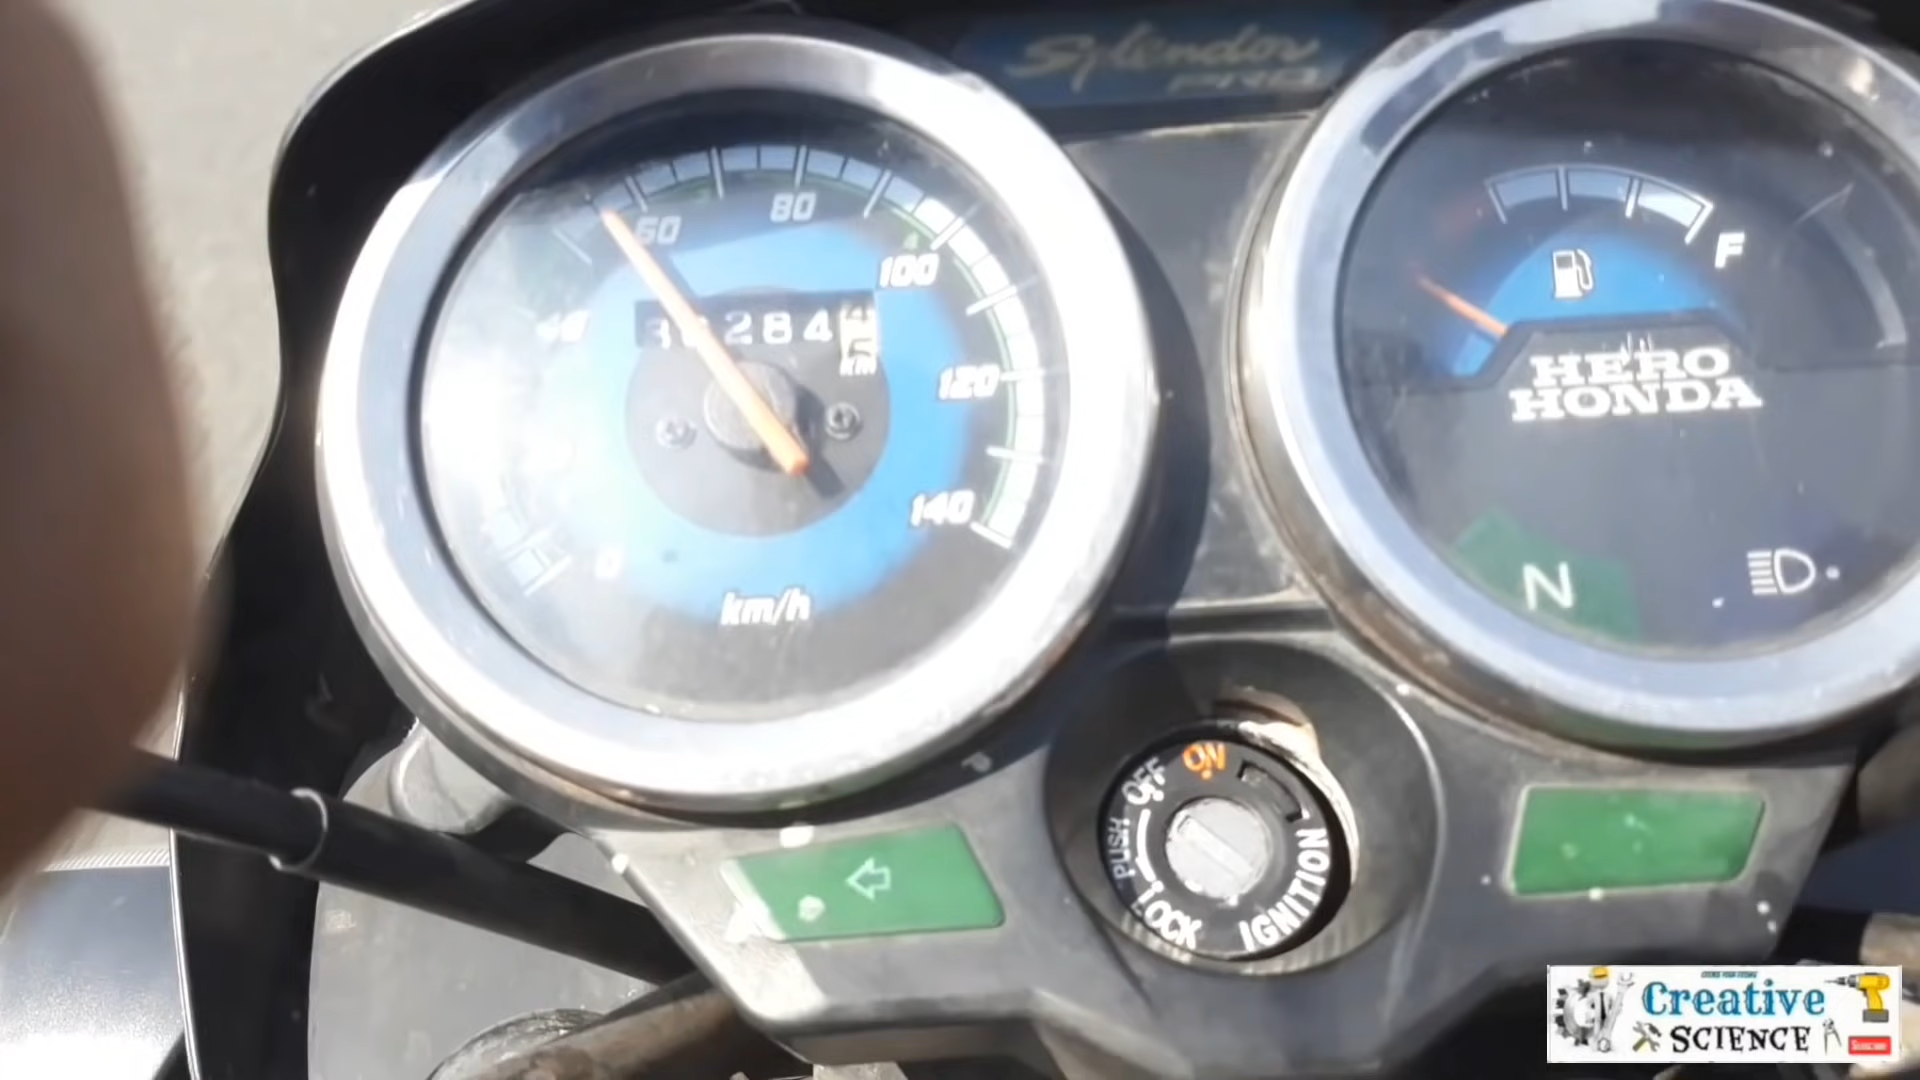 Splendor
PRO
60
80
100
120
140
40
0
284
km
km/h
F
HERO
HONDA
N
ON
OFF
PUSH
LOCK
IGNITION
Creative
SCIENCE